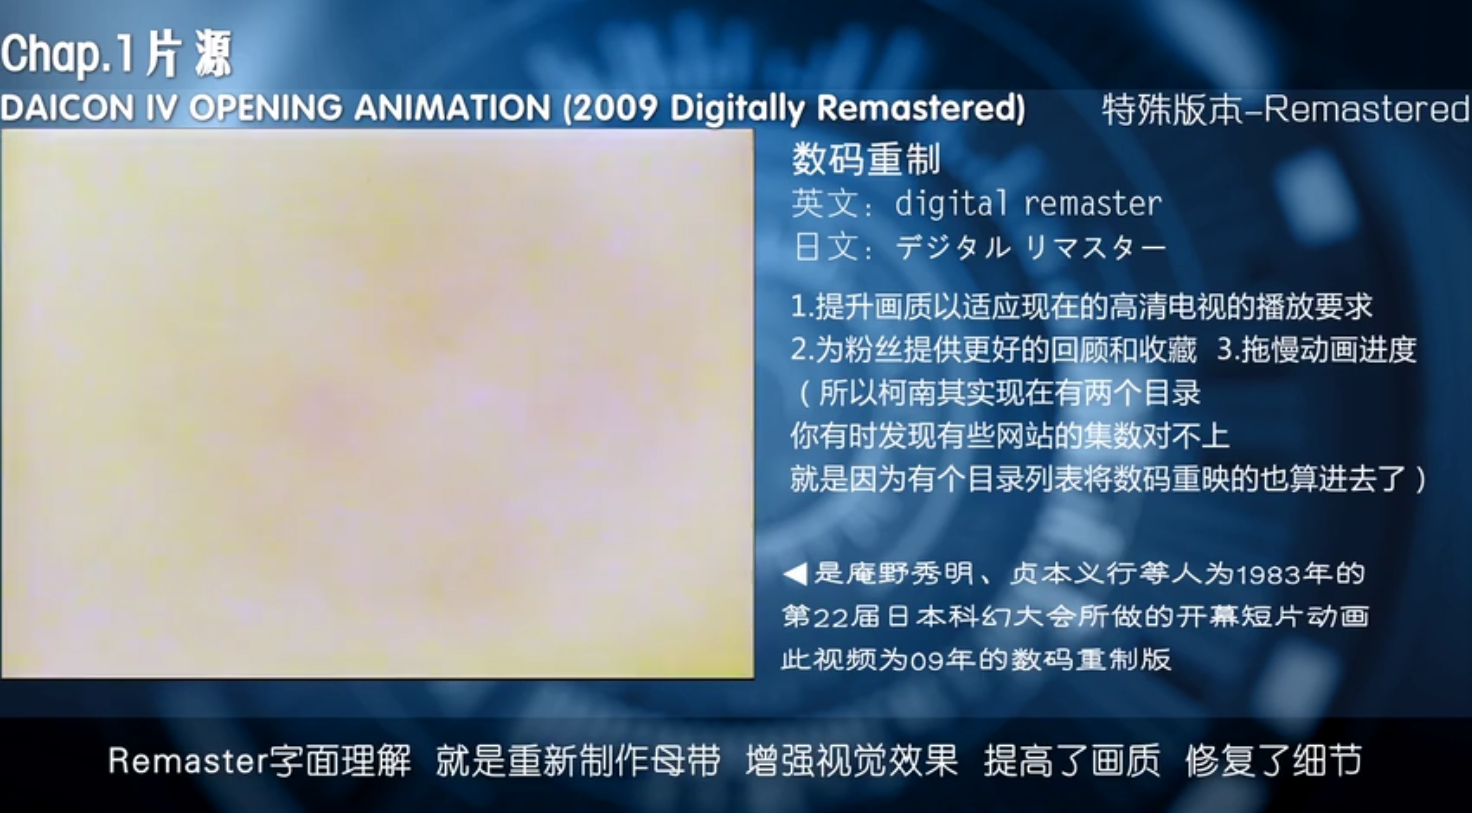 Chap.1片源
DAICON IV OPENING ANIMATION (2009 Digitally Remastered)
特殊版本-Remastered
数码重制
英文：digital remaster
日文：デジタル リマスター
1.提升画质以适应现在的高清电视的播放要求
2.为粉丝提供更好的回顾和收藏 3.拖慢动画进度
（所以柯南其实现在有两个目录
你有时发现有些网站的集数对不上
就是因为有个目录列表将数码重映的也算进去了）
◀是庵野秀明、贞本义行等人为1983年的
第22届日本科幻大会所做的开幕短片动画
此视频为09年的数码重制版
Remaster字面理解 就是重新制作母带 增强视觉效果 提高了画质 修复了细节